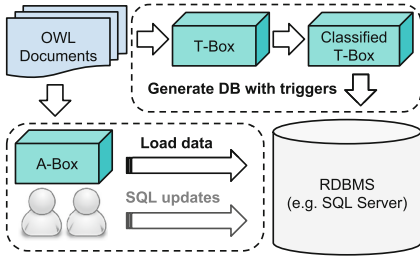 OWL
Documents
T-Box
Classified
T-Box
Generate DB with triggers
A-Box
Load data
SQL updates
RDBMS
(e.g. SQL Server)